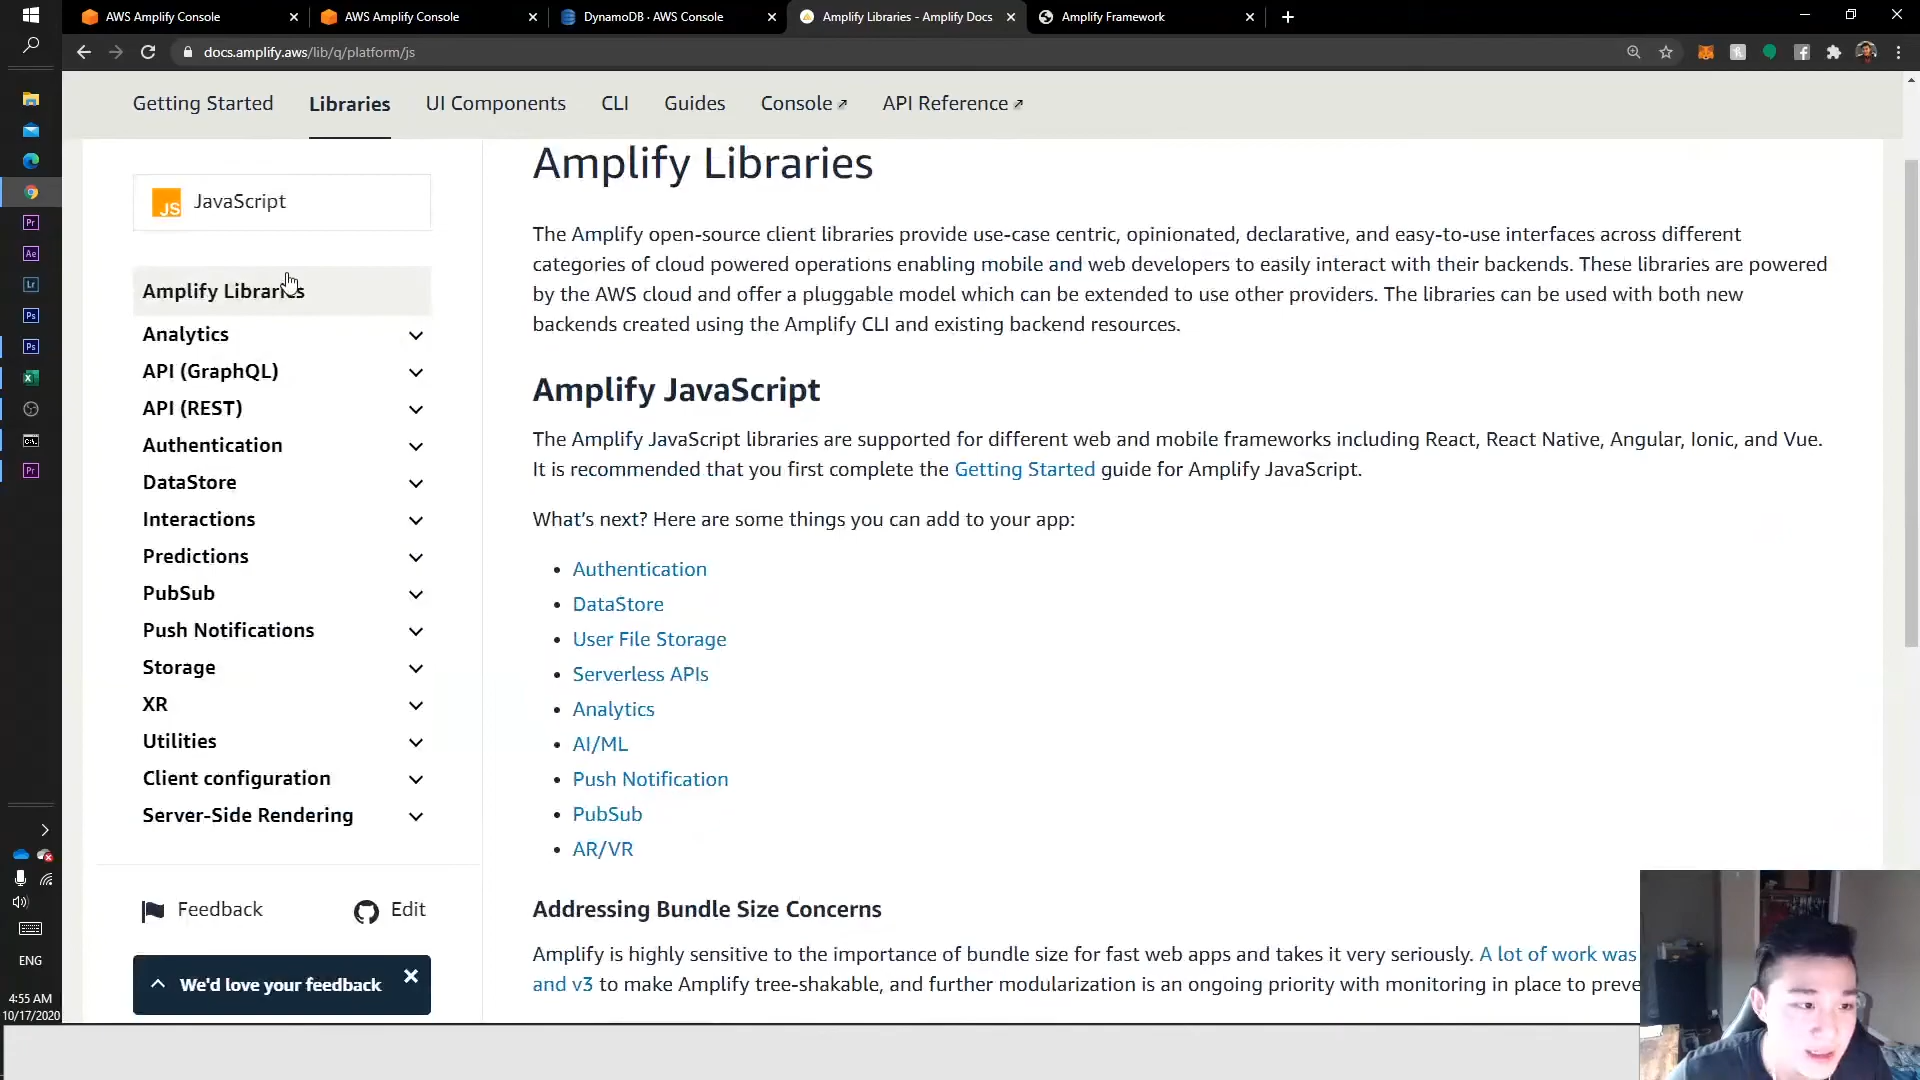 AWS Amplify Console
AWS Amplify Console
DynamoDB · AWS Console
Amplify Libraries - Amplify Docs
Amplify Framework
docs.amplify.aws/lib/q/platform/js
Getting Started
Libraries
UI Components
CLI
Guides
Console
API Reference
JS JavaScript
Amplify Libraries
Analytics
API (GraphQL)
API (REST)
Authentication
DataStore
Interactions
Predictions
PubSub
Push Notifications
Storage
XR
Utilities
Client configuration
Server-Side Rendering
Feedback
Edit
We'd love your feedback
Amplify Libraries
The Amplify open-source client libraries provide use-case centric, opinionated, declarative, and easy-to-use interfaces across different
categories of cloud powered operations enabling mobile and web developers to easily interact with their backends. These libraries are powered
by the AWS cloud and offer a pluggable model which can be extended to use other providers. The libraries can be used with both new
backends created using the Amplify CLI and existing backend resources.
Amplify JavaScript
The Amplify JavaScript libraries are supported for different web and mobile frameworks including React, React Native, Angular, Ionic, and Vue.
It is recommended that you first complete the Getting Started guide for Amplify JavaScript.
What's next? Here are some things you can add to your app:
• Authentication
• DataStore
• User File Storage
• Serverless APIs
• Analytics
• AI/ML
• Push Notification
• PubSub
• AR/VR
Addressing Bundle Size Concerns
Amplify is highly sensitive to the importance of bundle size for fast web apps and takes it very seriously. A lot of work was
and v3 to make Amplify tree-shakable, and further modularization is an ongoing priority with monitoring in place to preve
Pr
Ae
Lr
Ps
Ps
X
C:\
Pr
ENG
4:55 AM
10/17/2020